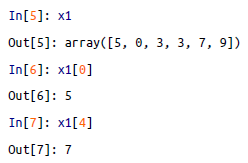 In[5]: x1
Out[5]: array([5, 0, 3, 3, 7, 9])
In[6]: x1[0]
Out[6]: 5
In[7]: x1[4]
Out[7]: 7